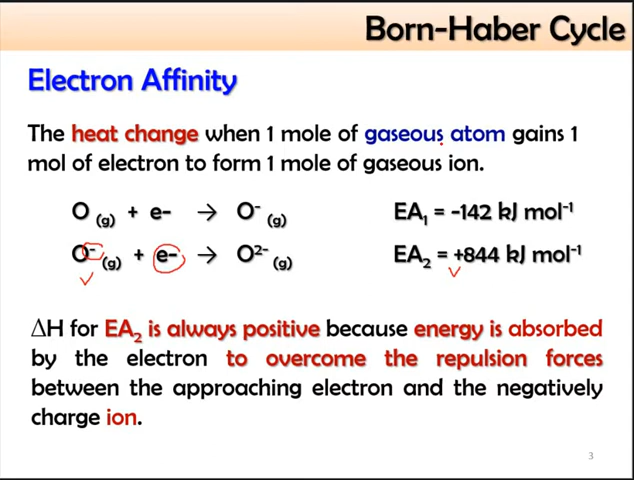 Born-Haber Cycle
Electron Affinity
The heat change when 1 mole of gaseous atom gains 1
mol of electron to form 1 mole of gaseous ion.
O (g) + e- → O⁻ (g) EA₁ = -142 kJ mol⁻¹
O⁻ (g) + e- → O²⁻ (g) EA₂ = +844 kJ mol⁻¹
∆H for EA₂ is always positive because energy is absorbed
by the electron to overcome the repulsion forces
between the approaching electron and the negatively
charge ion.
3